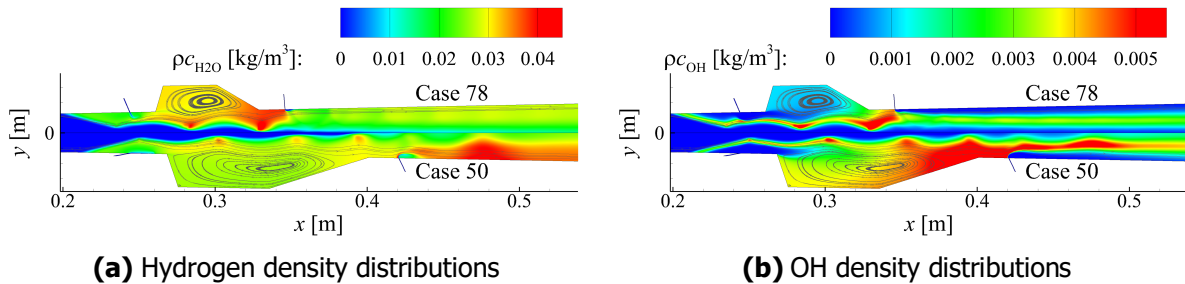 ρc_H2O [kg/m³]: 0 0.01 0.02 0.03 0.04
Case 78
Case 50
y [m]
0
0.2 0.3 0.4 0.5
x [m]
(a) Hydrogen density distributions
ρc_OH [kg/m³]: 0 0.001 0.002 0.003 0.004 0.005
Case 78
Case 50
y [m]
0
0.2 0.3 0.4 0.5
x [m]
(b) OH density distributions